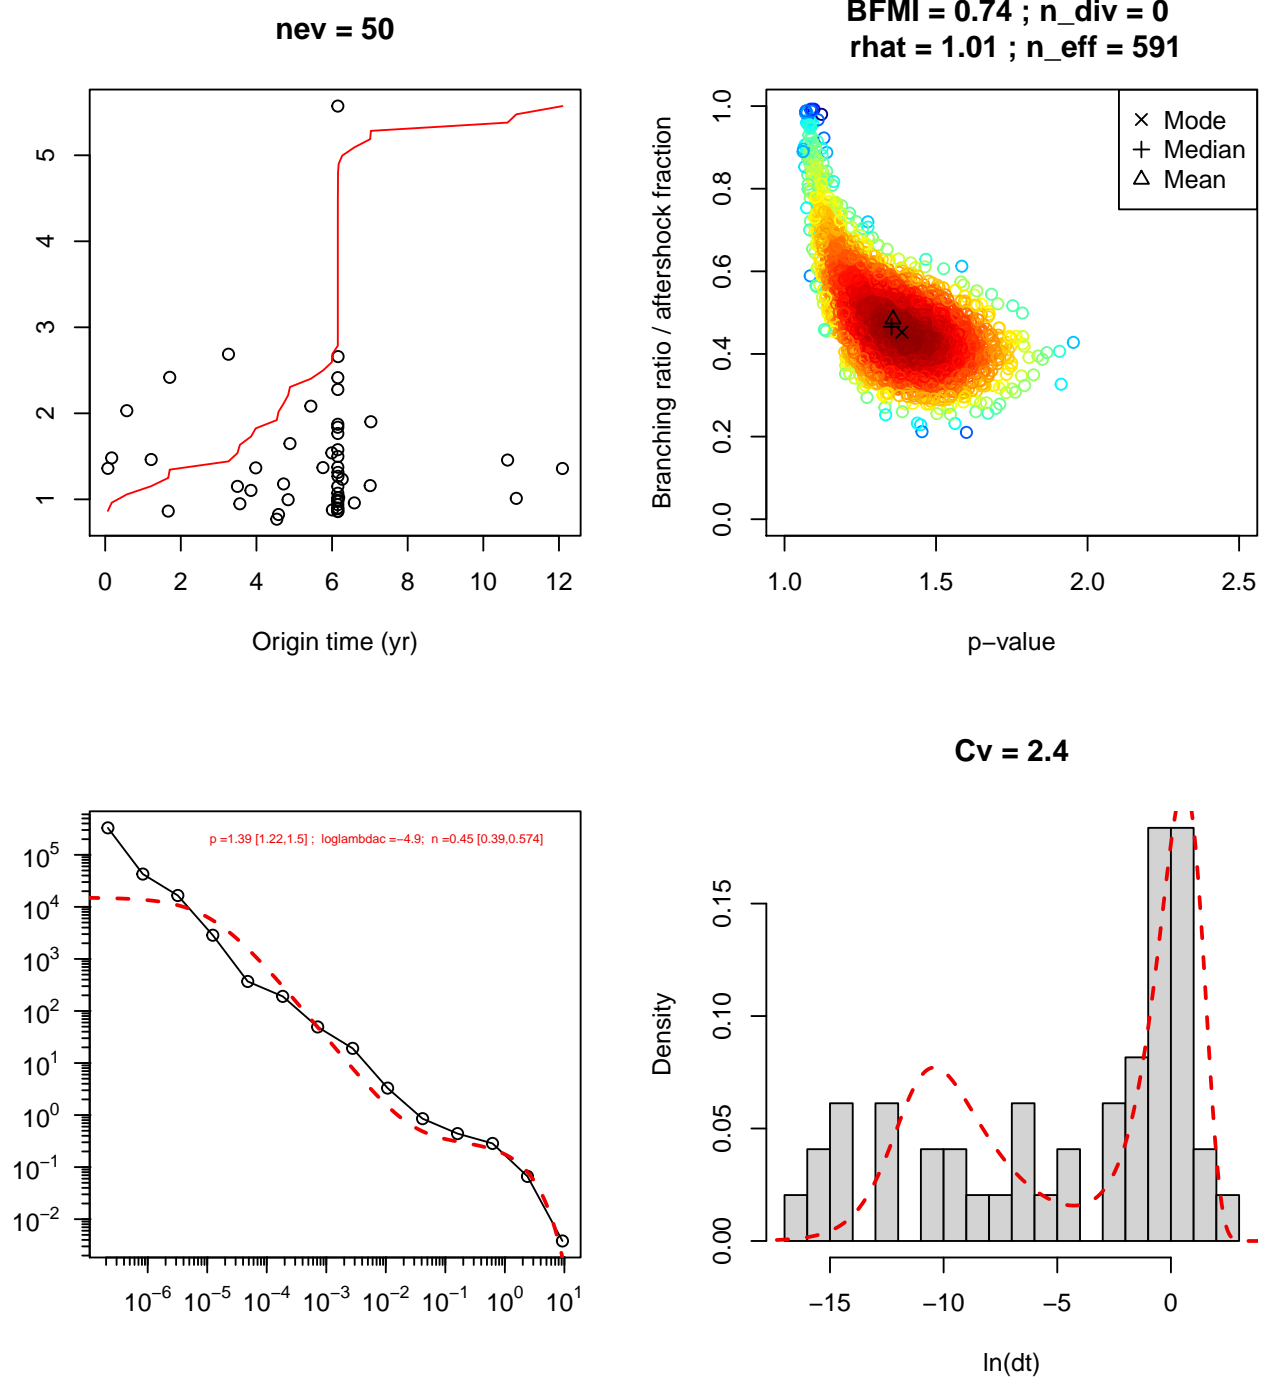 nev = 50
5
4
3
2
1
0 2 4 6 8 10 12
Origin time (yr)
BFMI = 0.74 ; n_div = 0
rhat = 1.01 ; n_eff = 591
Branching ratio / aftershock fraction
1.0
0.8
0.6
0.4
0.2
0.0
Mode
Median
Mean
1.0 1.5 2.0 2.5
p−value
p =1.39 [1.22,1.5] ; loglambdac =−4.9; n =0.45 [0.39,0.574]
10^5
10^4
10^3
10^2
10^1
10^0
10^−1
10^−2
10^−6 10^−5 10^−4 10^−3 10^−2 10^−1 10^0 10^1
Cv = 2.4
Density
0.15
0.10
0.05
0.00
−15 −10 −5 0
ln(dt)